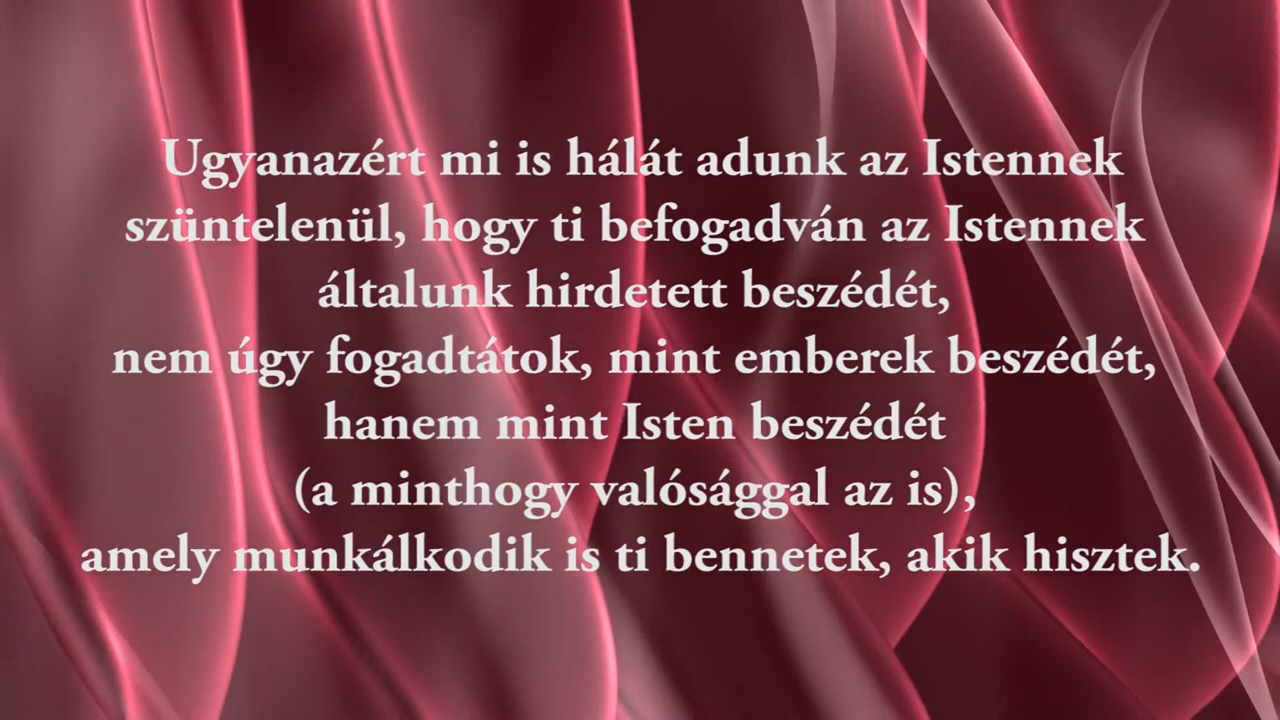 Ugyanazért mi is hálát adunk az Istennek
szüntelenül, hogy ti befogadván az Istennek
általunk hirdetett beszédét,
nem úgy fogadtátok, mint emberek beszédét,
hanem mint Isten beszédét
(a minthogy valósággal az is),
amely munkálkodik is ti bennetek, akik hisztek.